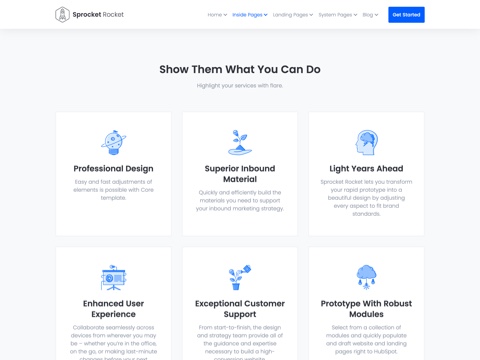 Sprocket Rocket
Home
Inside Pages
Landing Pages
System Pages
Blog
Get Started
Show Them What You Can Do
Highlight your services with flare.
Professional Design
Easy and fast adjustments of
elements is possible with Core
template.
Superior Inbound
Material
Quickly and efficiently build the
materials you need to support
your inbound marketing strategy.
Light Years Ahead
Sprocket Rocket lets you transform
your rapid prototype into a
beautiful design by adjusting
every aspect to fit brand
standards.
Enhanced User
Experience
Collaborate seamlessly across
devices from wherever you may
be – whether you're in the office,
on the go, or making last-minute
changes before your next
Exceptional Customer
Support
From start-to-finish, the design
and strategy team provide all of
the guidance and expertise
necessary to build a high-
conversion website.
Prototype With Robust
Modules
Select from a collection of
modules and quickly populate
and draft website and landing
pages right to HubSpot.